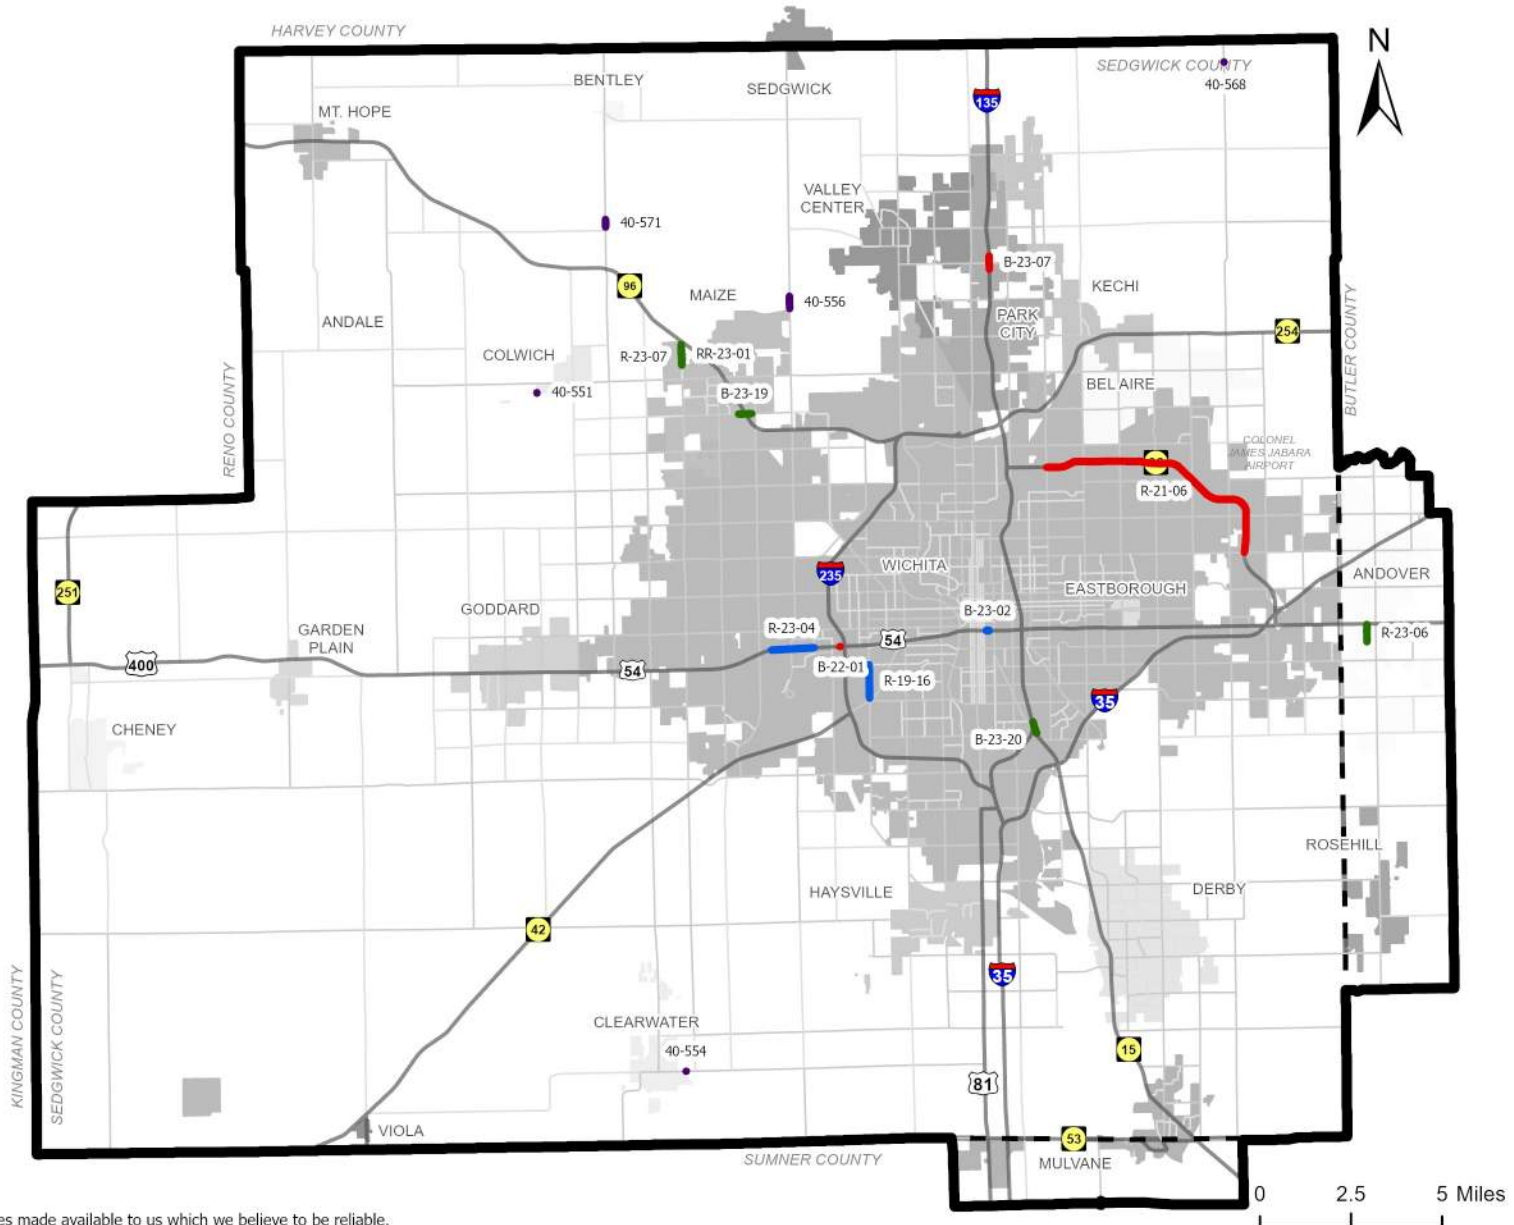 HARVEY COUNTY
N
SEDGWICK COUNTY
BENTLEY
40-568
SEDGWICK
135
MT. HOPE
VALLEY
CENTER
40-571
B-23-07
96
KECHI
MAIZE
40-556
BUTLER COUNTY
PARK
CITY
ANDALE
254
COLWICH
R-23-07
RR-23-01
RENO COUNTY
BEL AIRE
40-551
B-23-19
COLONEL
JAMES JABARA
AIRPORT
R-21-06
WICHITA
235
ANDOVER
251
EASTBOROUGH
GODDARD
B-23-02
GARDEN
PLAIN
R-23-04
54
R-23-06
400
54
B-22-01
R-19-16
35
CHENEY
B-23-20
ROSEHILL
HAYSVILLE
DERBY
42
35
KINGMAN COUNTY
SEDGWICK COUNTY
CLEARWATER
40-554
15
81
VIOLA
53
SUMNER COUNTY
MULVANE
0 2.5 5 Miles
made available to us which we believe to be reliable.